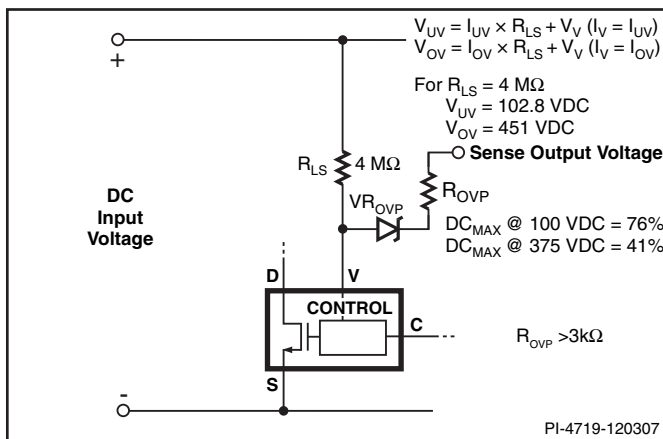 V_UV = I_UV × R_LS + V_V (I_V = I_UV)
V_OV = I_OV × R_LS + V_V (I_V = I_OV)
+
For R_LS = 4 MΩ
V_UV = 102.8 VDC
V_OV = 451 VDC
Sense Output Voltage
R_LS
4 MΩ
R_OVP
VR_OVP
DC
Input
Voltage
DC_MAX @ 100 VDC = 76%
DC_MAX @ 375 VDC = 41%
D
V
CONTROL
C
R_OVP >3kΩ
S
-
PI-4719-120307